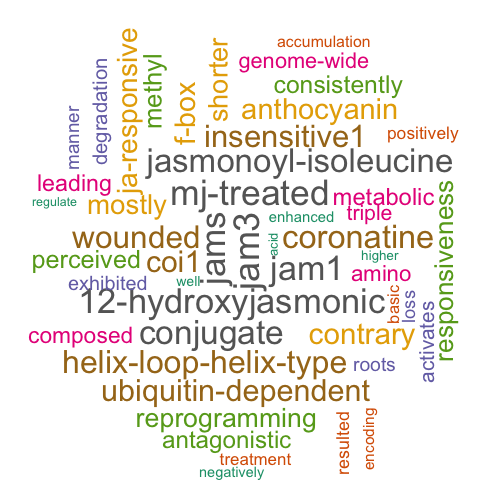 accumulation
genome-wide
consistently
anthocyanin
positively
insensitive1
jasmonoyl-isoleucine
manner
degradation
ja-responsive
methyl
f-box
shorter
leading
regulate
mostly
mj-treated
metabolic
triple
enhanced
wounded
coronatine
perceived
coi1
jams
jam3
acid
jam1
higher
amino
responsiveness
exhibited
well
12-hydroxyjasmonic
basic
loss
activates
composed
conjugate
contrary
helix-loop-helix-type
roots
ubiquitin-dependent
reprogramming
antagonistic
treatment
negatively
resulted
encoding